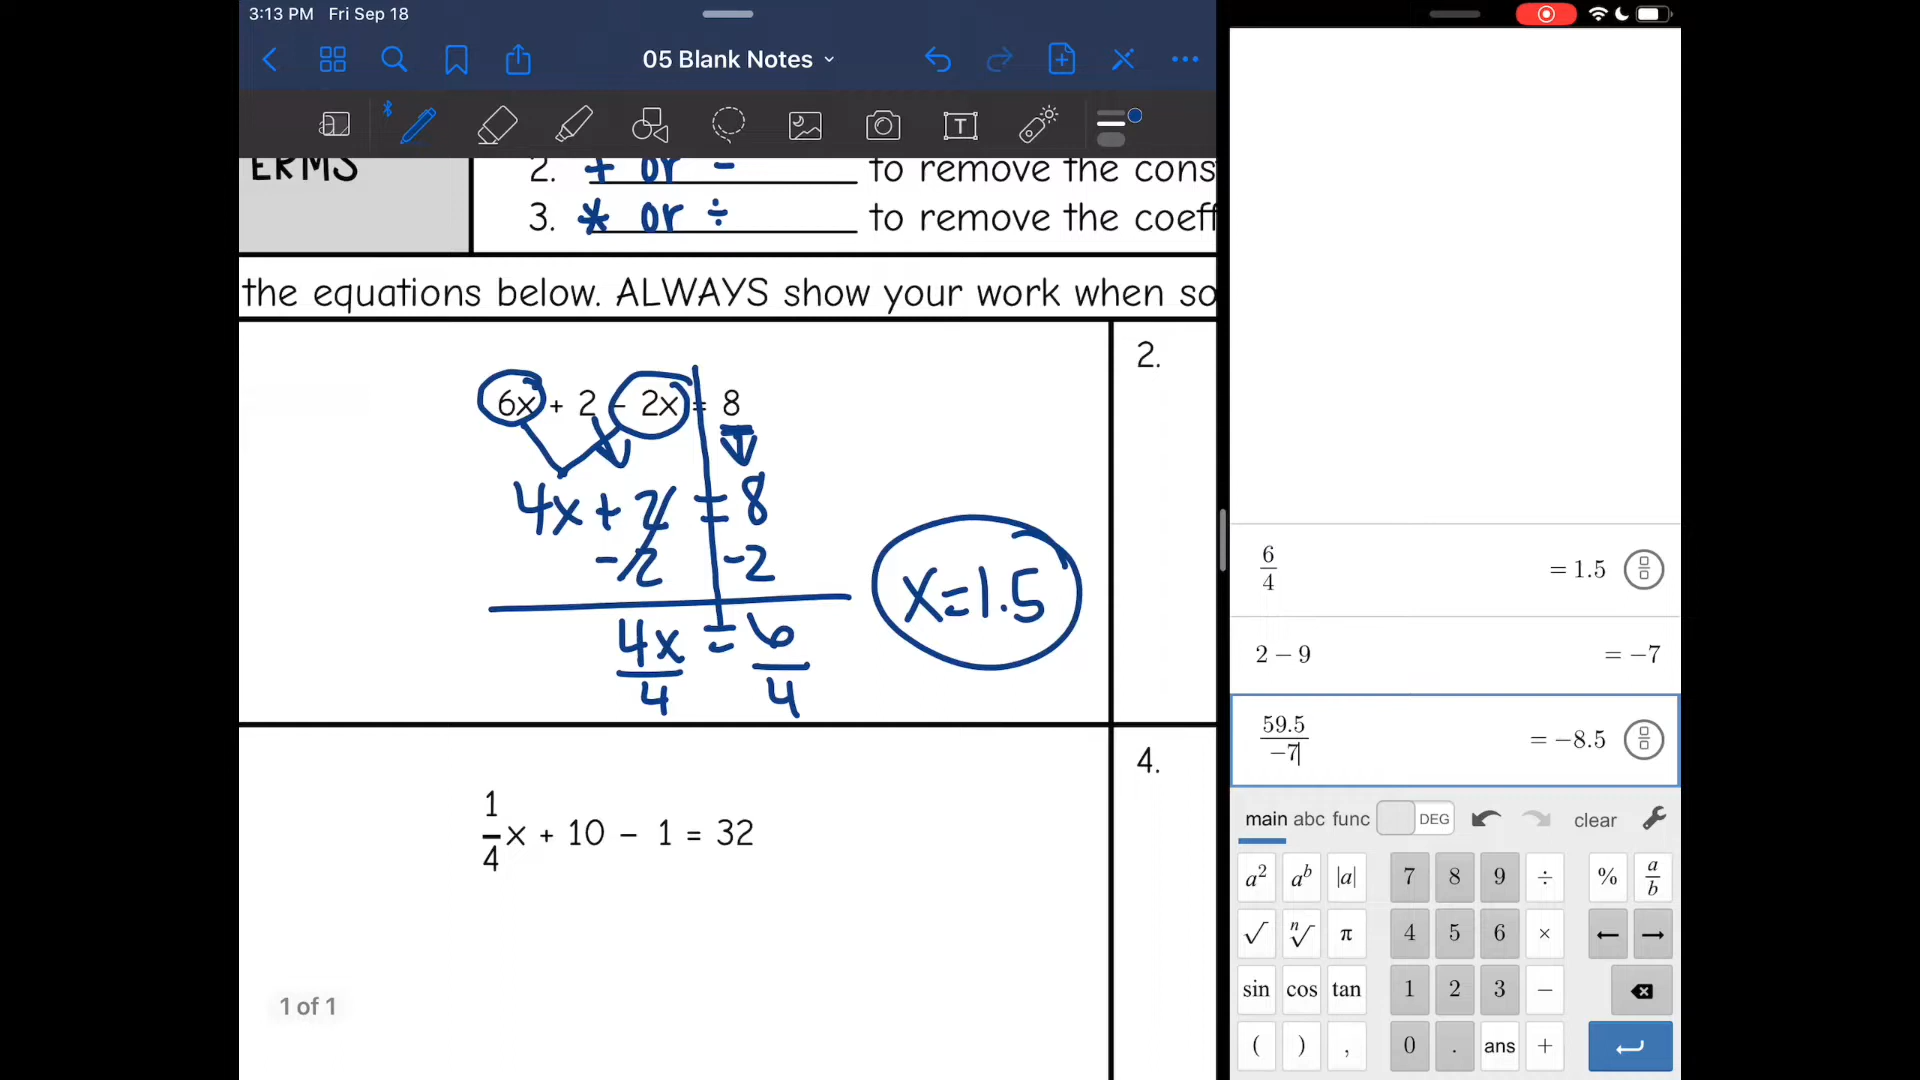 3:13 PM Fri Sep 18
05 Blank Notes
ERMS
2. + or - to remove the cons
3. * or ÷ to remove the coeff
the equations below. ALWAYS show your work when so
6x + 2 - 2x = 8
4x + 2 = 8
-2 -2
4x = 6
4 4
x=1.5
2.
1/4 x + 10 - 1 = 32
4.
1 of 1
6/4 = 1.5
2 - 9 = -7
59.5/-7 = -8.5
main abc func DEG clear
a² aᵇ |a| 7 8 9 ÷ % a/b
√ ⁿ√ π 4 5 6 × ← →
sin cos tan 1 2 3 −
( ) , 0 . ans +